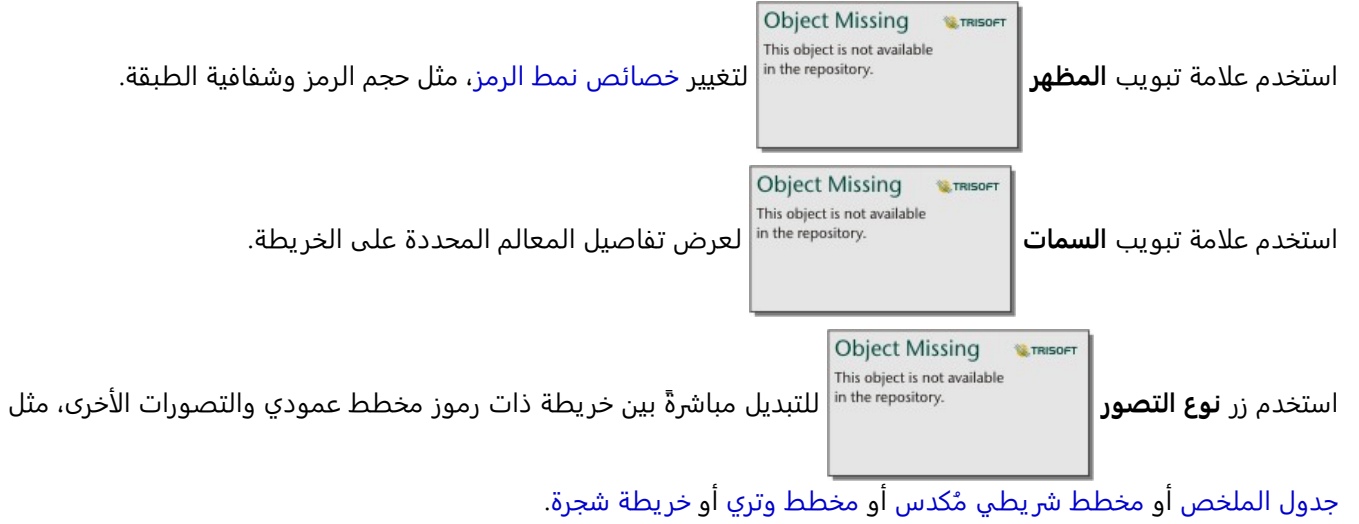 Object Missing TRISOFT
This object is not available
in the repository.
استخدم علامة تبويب المظهر لتغيير خصائص نمط الرمز، مثل حجم الرمز وشفافية الطبقة.
Object Missing TRISOFT
This object is not available
in the repository.
استخدم علامة تبويب السمات لعرض تفاصيل المعالم المحددة على الخريطة.
Object Missing TRISOFT
This object is not available
in the repository.
استخدم زر نوع التصور للتبديل مباشرةً بين خريطة ذات رموز مخطط عمودي والتصورات الأخرى، مثل
جدول الملخص أو مخطط شريطي مُكدس أو مخطط وتري أو خريطة شجرة.